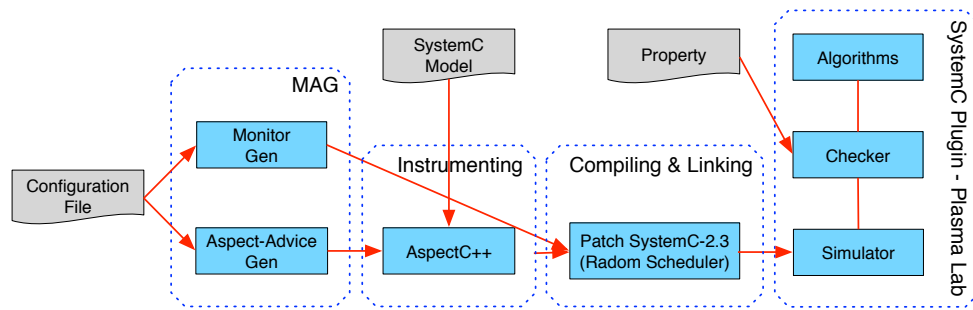 SystemC
Model
Property
Algorithms
MAG
Monitor
Gen
Instrumenting
Compiling & Linking
Checker
Configuration
File
Aspect-Advice
Gen
AspectC++
Patch SystemC-2.3
(Radom Scheduler)
Simulator
SystemC Plugin - Plasma Lab